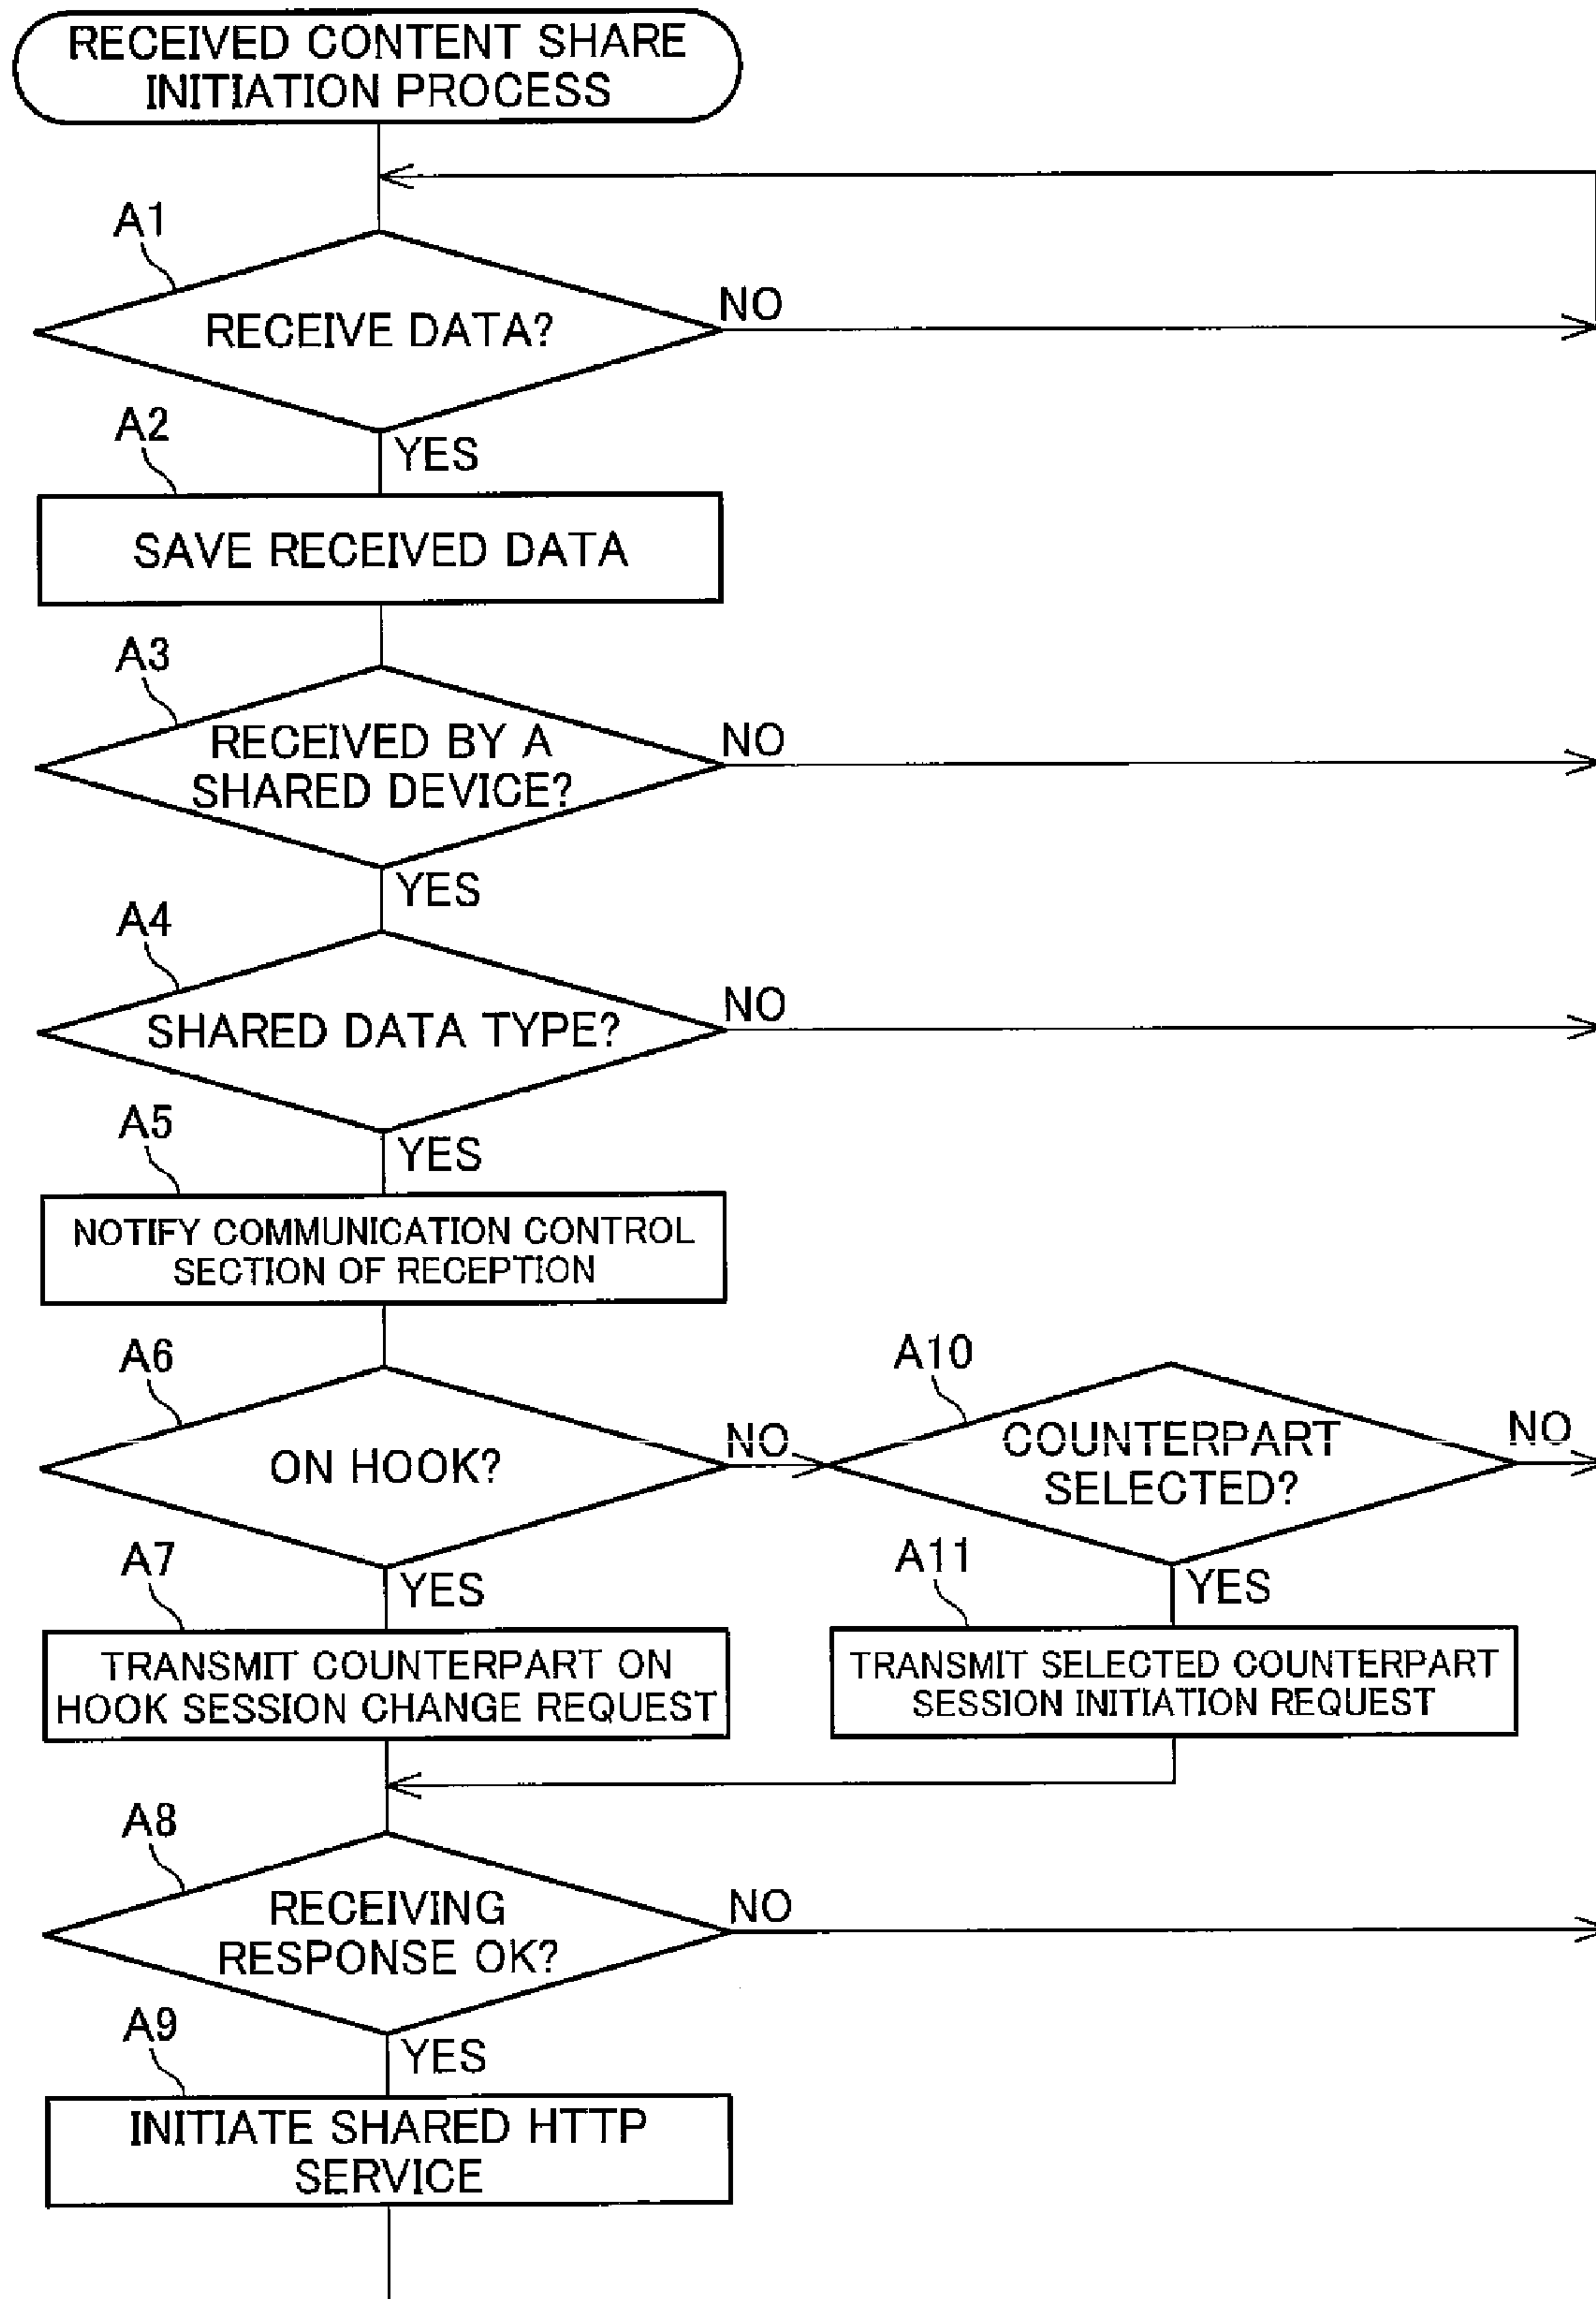 RECEIVED CONTENT SHARE
INITIATION PROCESS
A1
RECEIVE DATA?
NO
YES
A2
SAVE RECEIVED DATA
A3
RECEIVED BY A
SHARED DEVICE?
NO
YES
A4
SHARED DATA TYPE?
NO
YES
A5
NOTIFY COMMUNICATION CONTROL
SECTION OF RECEPTION
A6
ON HOOK?
NO
YES
A10
COUNTERPART
SELECTED?
NO
YES
A7
TRANSMIT COUNTERPART ON
HOOK SESSION CHANGE REQUEST
A11
TRANSMIT SELECTED COUNTERPART
SESSION INITIATION REQUEST
A8
RECEIVING
RESPONSE OK?
NO
YES
A9
INITIATE SHARED HTTP
SERVICE